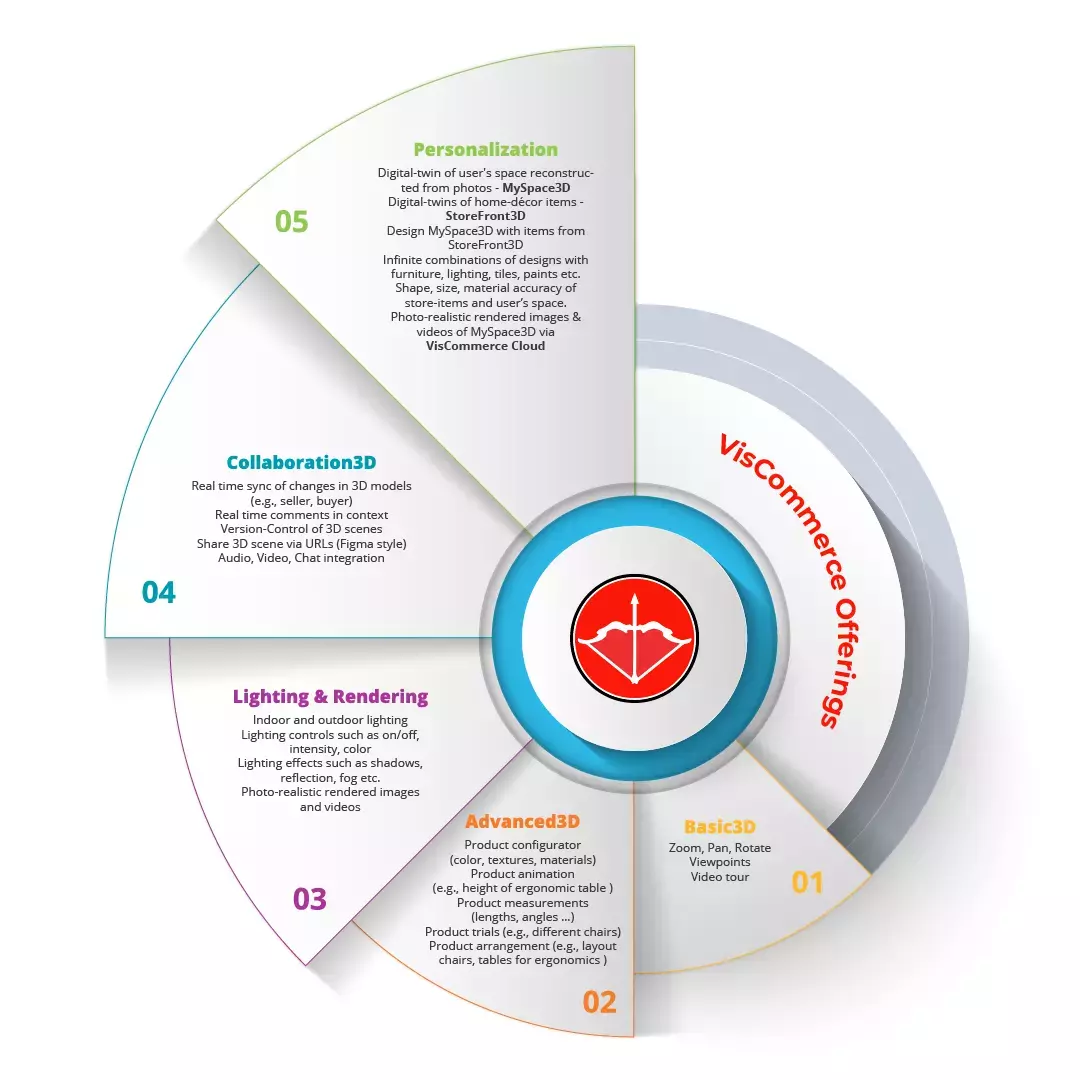 VisCommerce Offerings
Basic3D
Zoom, Pan, Rotate
Viewpoints
Video tour
01
Advanced3D
Product configurator
(color, textures, materials)
Product animation
(e.g., height of ergonomic table )
Product measurements
(lengths, angles ...)
Product trials (e.g., different chairs)
Product arrangement (e.g., layout
chairs, tables for ergonomics )
02
Lighting & Rendering
Indoor and outdoor lighting
Lighting controls such as on/off,
intensity, color
Lighting effects such as shadows,
reflection, fog etc.
Photo-realistic rendered images
and videos
03
Collaboration3D
Real time sync of changes in 3D models
(e.g., seller, buyer)
Real time comments in context
Version-Control of 3D scenes
Share 3D scene via URLs (Figma style)
Audio, Video, Chat integration
04
Personalization
Digital-twin of user's space reconstruc-
ted from photos - MySpace3D
Digital-twins of home-décor items -
StoreFront3D
Design MySpace3D with items from
StoreFront3D
Infinite combinations of designs with
furniture, lighting, tiles, paints etc.
Shape, size, material accuracy of
store-items and user’s space.
Photo-realistic rendered images &
videos of MySpace3D via
VisCommerce Cloud
05